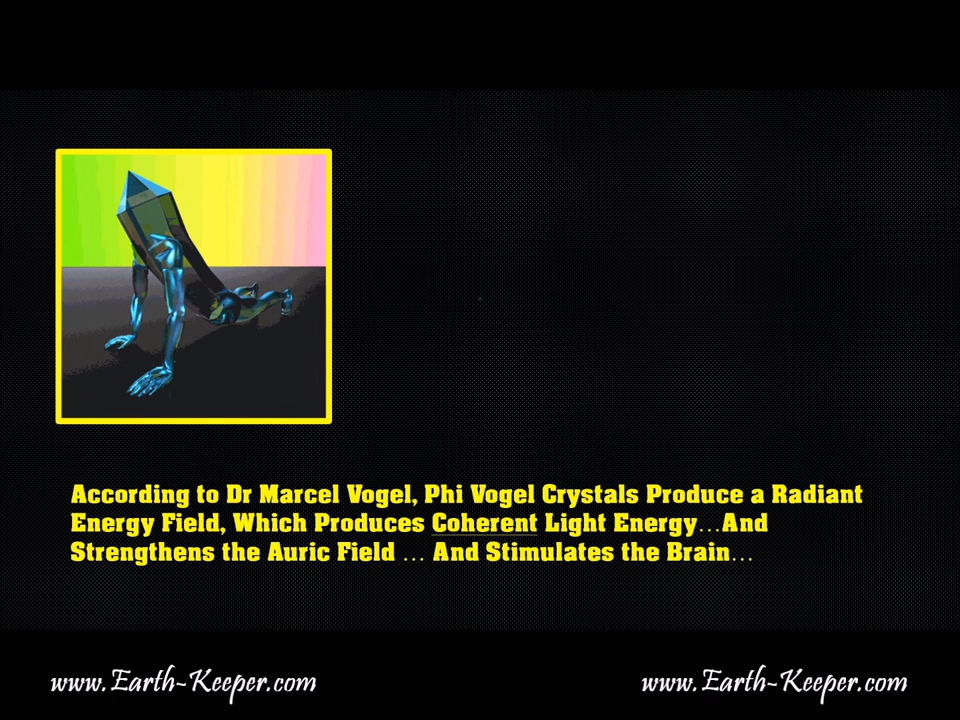 According to Dr Marcel Vogel, Phi Vogel Crystals Produce a Radiant
Energy Field, Which Produces Coherent Light Energy...And
Strengthens the Auric Field ... And Stimulates the Brain...
www.Earth-Keeper.com
www.Earth-Keeper.com